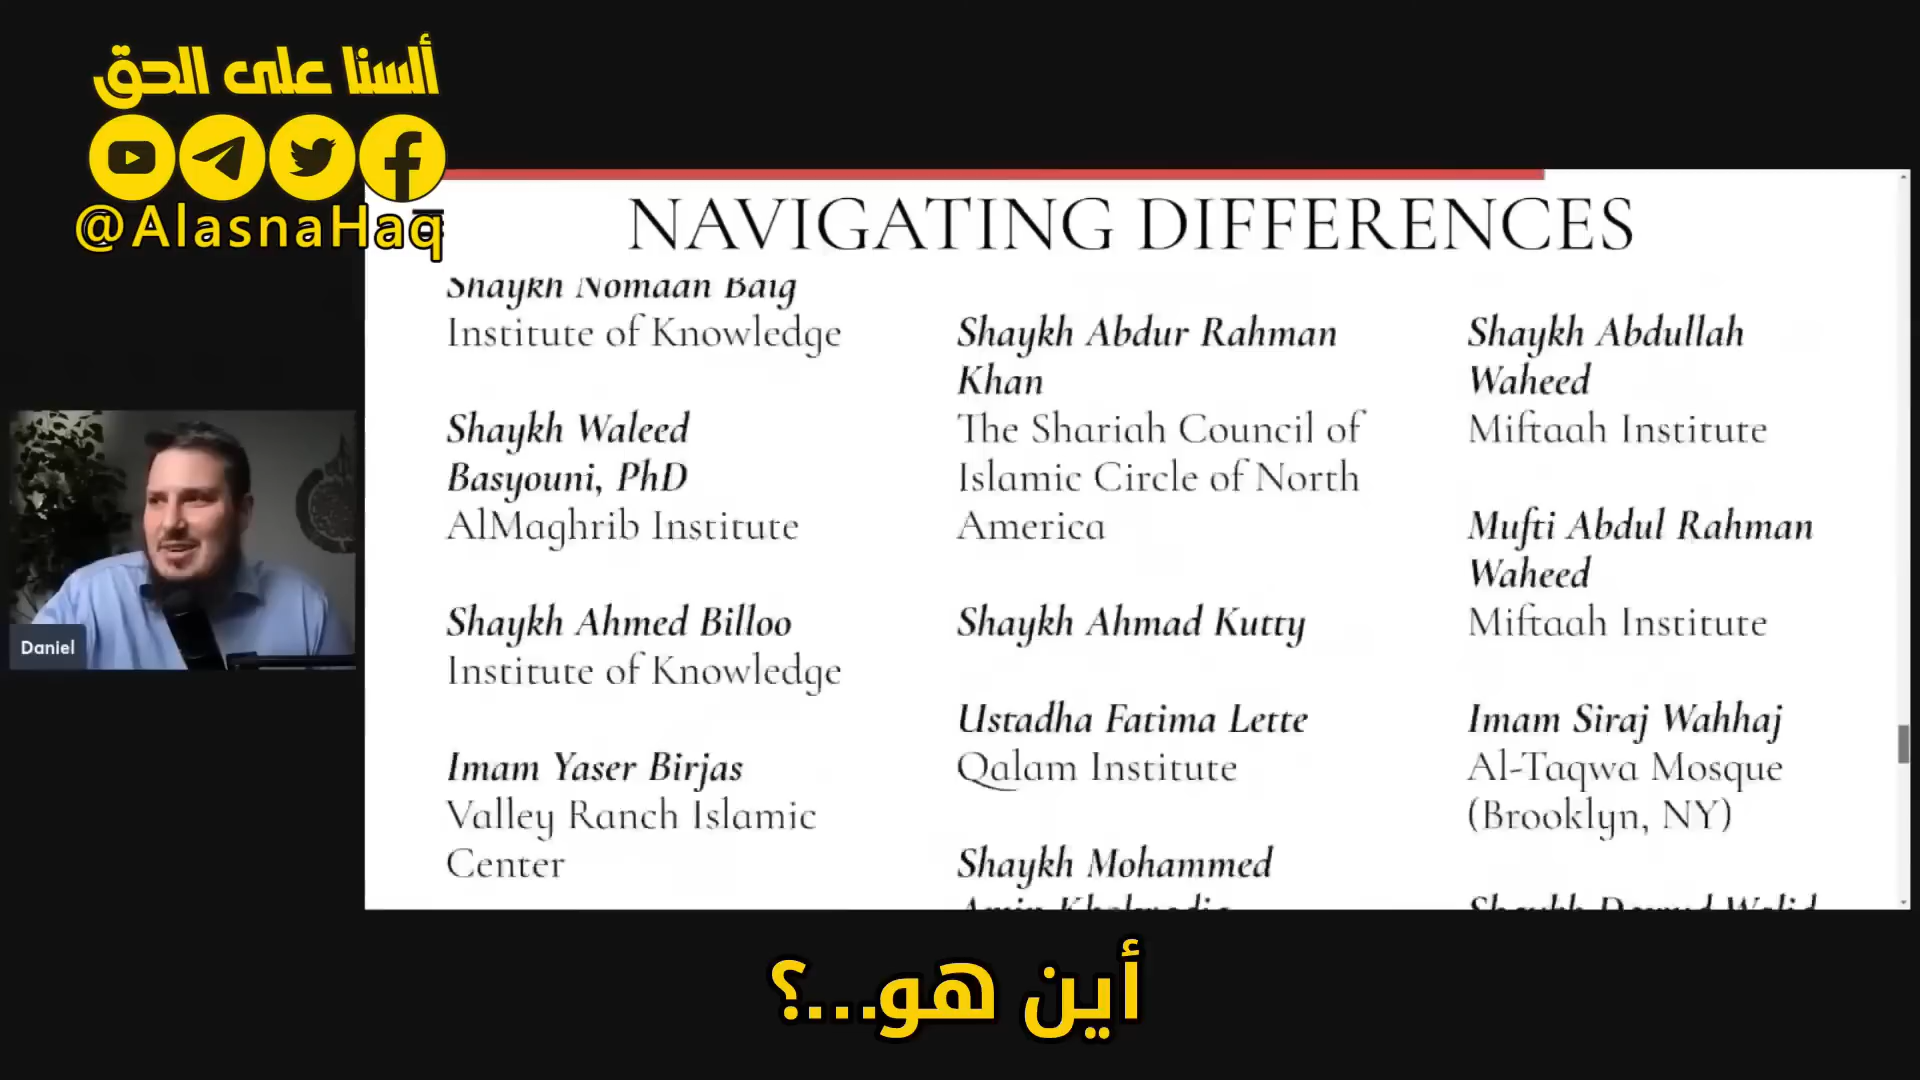 ألسنا على الحق
@AlasnaHaq
NAVIGATING DIFFERENCES
Shaykh Nomaan Baig
Institute of Knowledge
Shaykh Waleed
Basyouni, PhD
AlMaghrib Institute
Shaykh Ahmed Billoo
Institute of Knowledge
Imam Yaser Birjas
Valley Ranch Islamic
Center
Shaykh Abdur Rahman
Khan
The Shariah Council of
Islamic Circle of North
America
Shaykh Ahmad Kutty
Ustadha Fatima Lette
Qalam Institute
Shaykh Mohammed
Shaykh Abdullah
Waheed
Miftaah Institute
Mufti Abdul Rahman
Waheed
Miftaah Institute
Imam Siraj Wahhaj
Al-Taqwa Mosque
(Brooklyn, NY)
Daniel
أين هو...؟